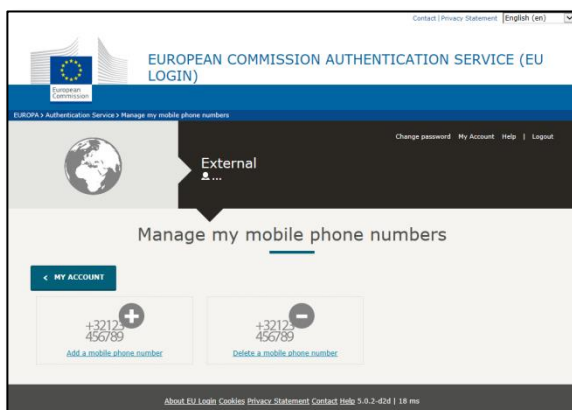 Contact | Privacy Statement English (en)
EUROPEAN COMMISSION AUTHENTICATION SERVICE (EU
LOGIN)
European
Commission
EUROPA > Authentication Service > Manage my mobile phone numbers
Change password My Account Help | Logout
External
...
Manage my mobile phone numbers
< MY ACCOUNT
+32123
456789
Add a mobile phone number
+32123
456789
Delete a mobile phone number
About EU Login Cookies Privacy Statement Contact Help 5.0.2-d2d | 18 ms